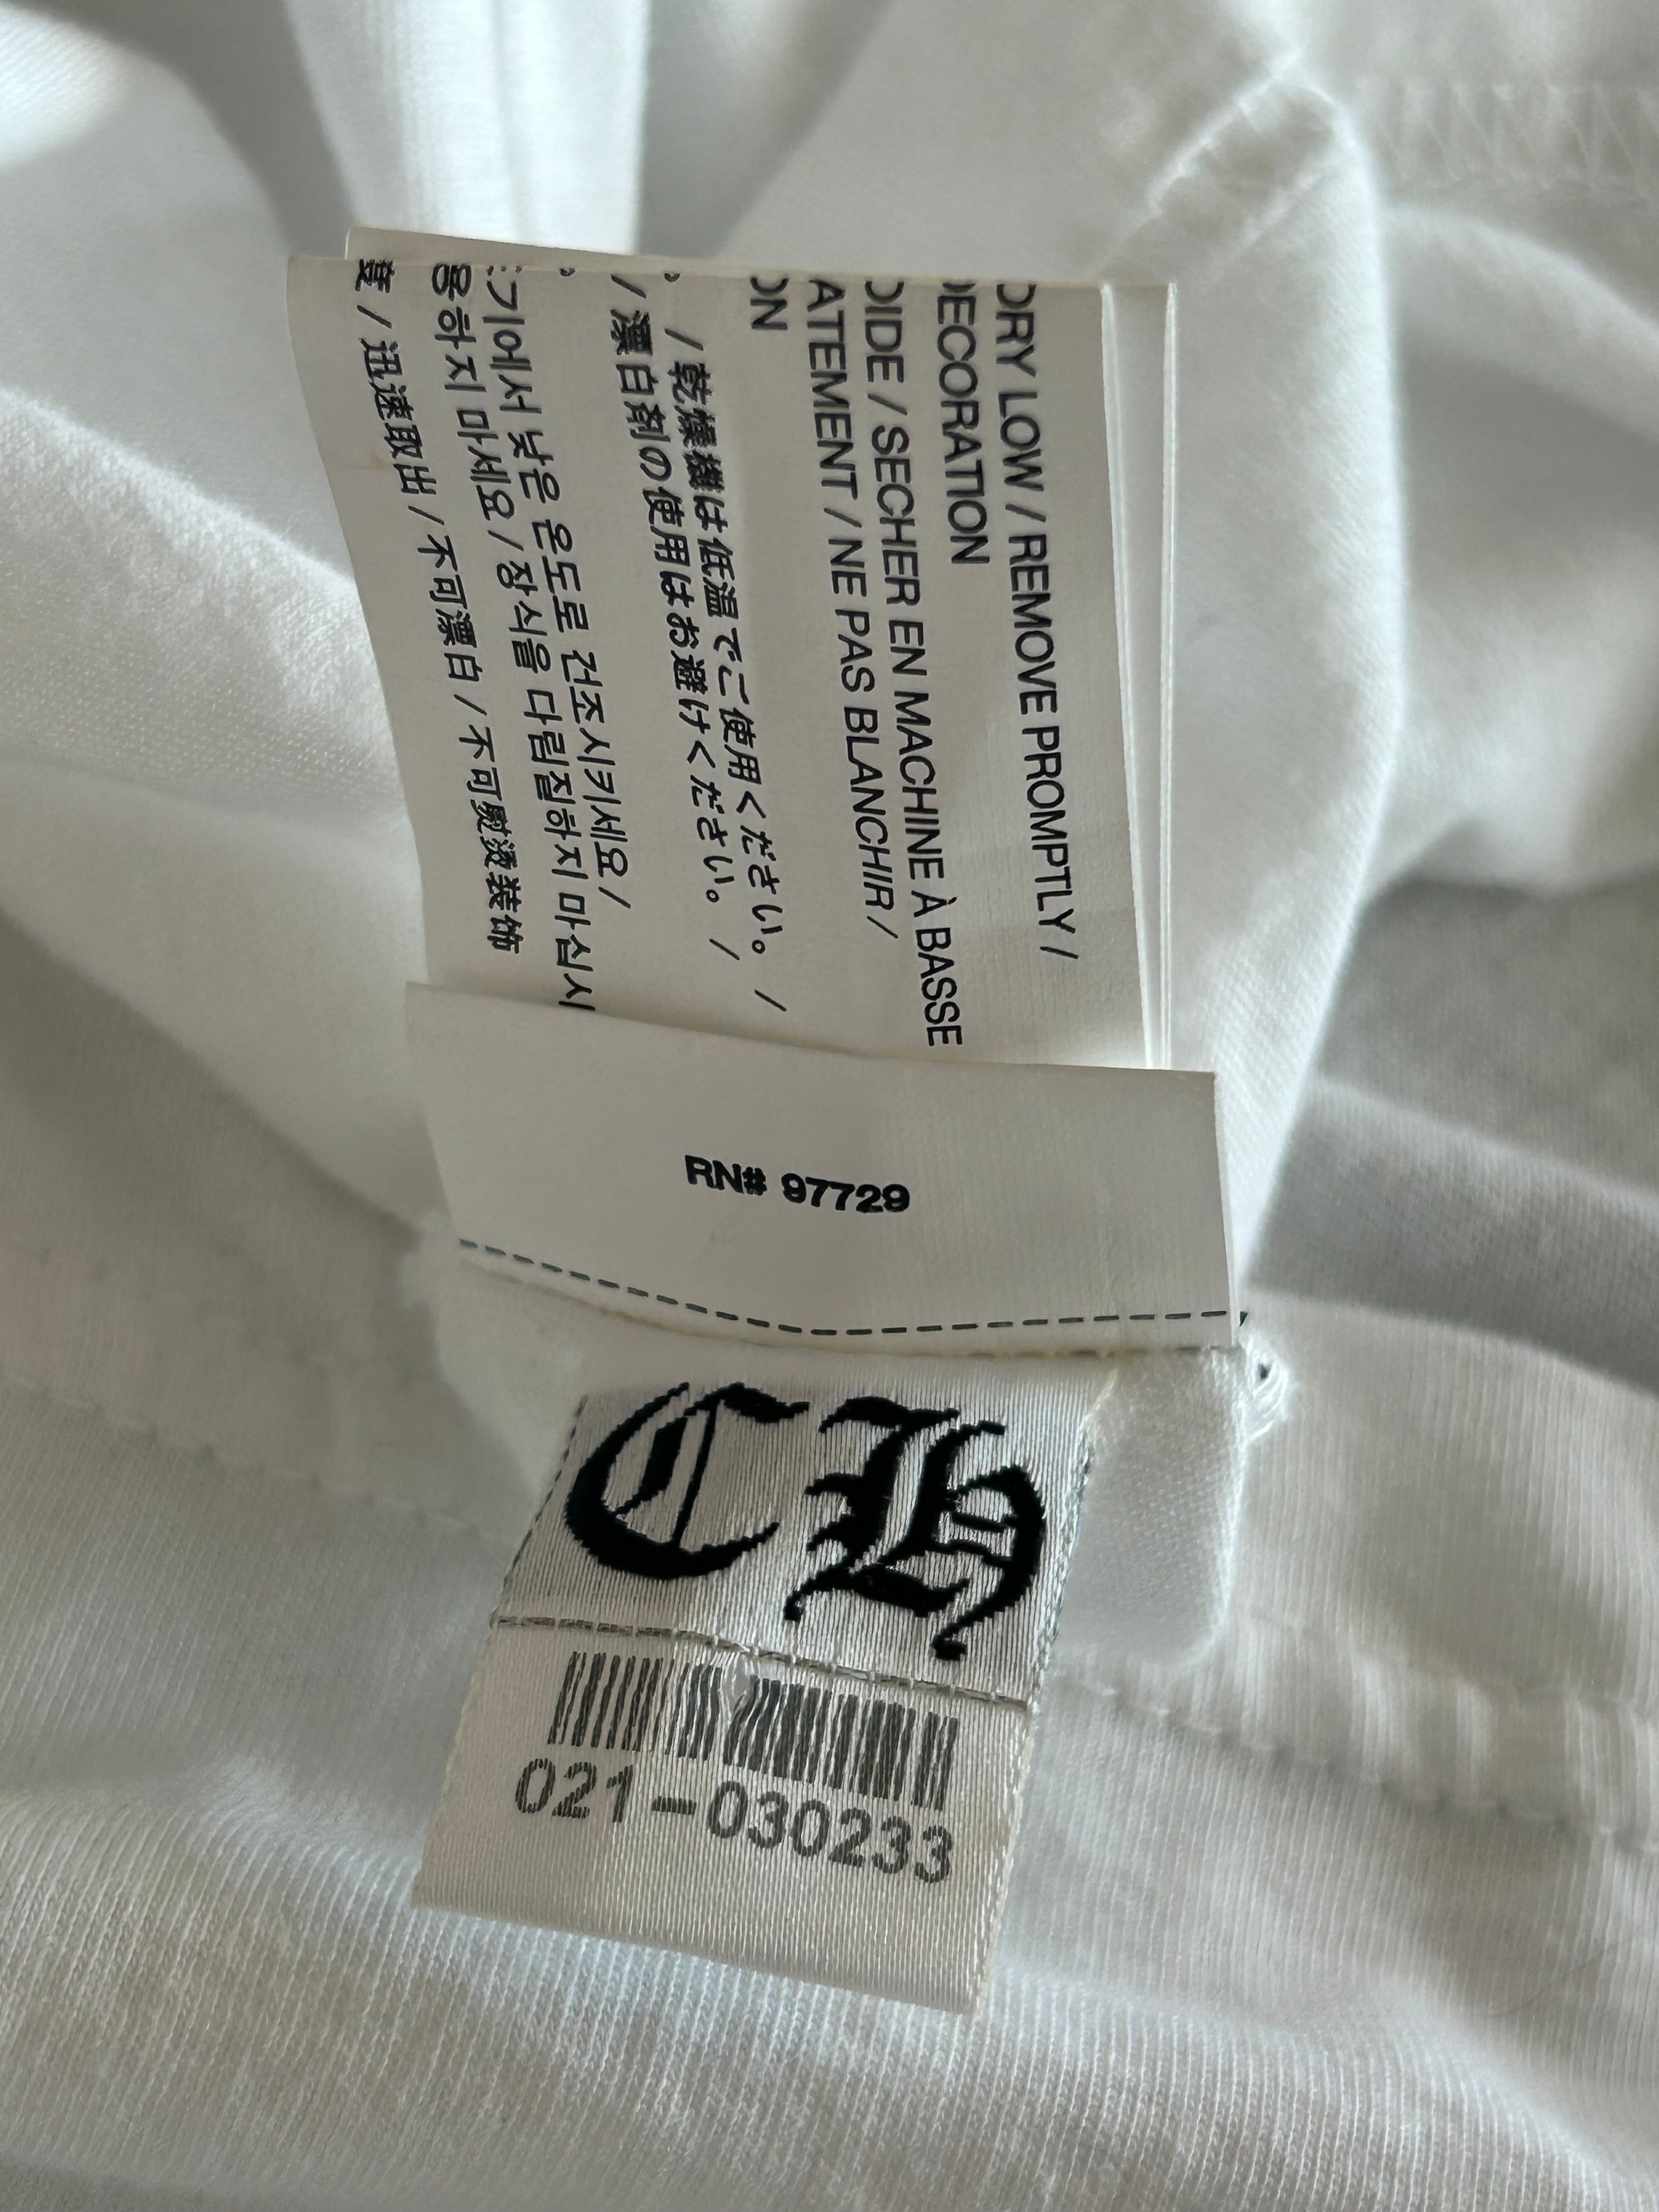 DRY LOW / REMOVE PROMPTLY /
DECORATION
OIDE / SECHER EN MACHINE À BASSE
ATEMENT / NE PAS BLANCHIR /
ON
。 / 乾燥機は低温でご使用ください。 /
/ 漂白剤の使用はお避けください。 /
기에서 낮은 온도로 건조시키세요 /
용하지 마세요 / 장식을 다림질하지 마십시
/ 迅速取出 / 不可漂白 / 不可熨燙裝飾
RN# 97729
CH
021-030233